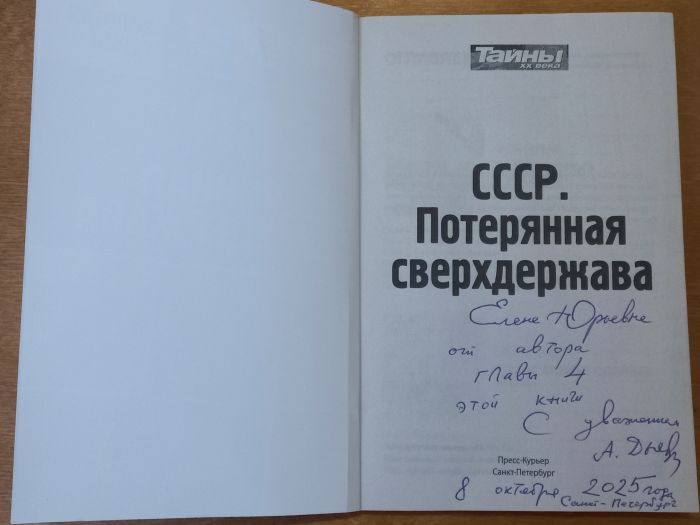 Тайны
XX века
СССР.
Потерянная
сверхдержава
Елене Юрьевне
от автора
главы 4
этой книги
С уважением
А.
Пресс-Курьер
Санкт-Петербург
8 октября 2025 года
Санкт-Петербург